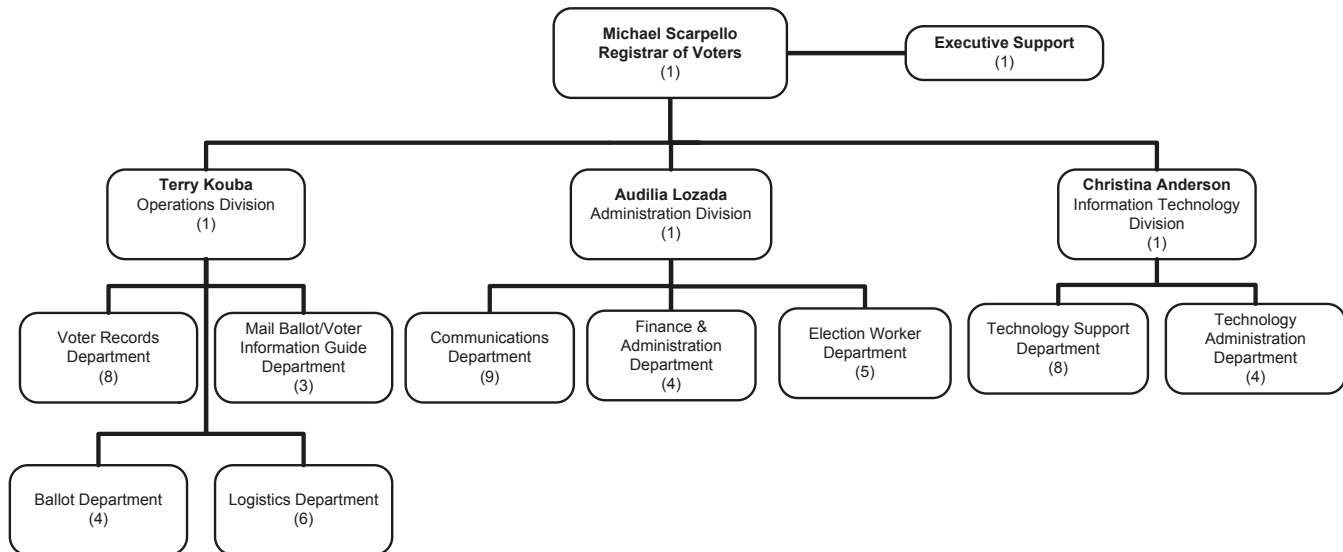 Michael Scarpello
Registrar of Voters
(1)
Executive Support
(1)
Terry Kouba
Operations Division
(1)
Audilia Lozada
Administration Division
(1)
Christina Anderson
Information Technology
Division
(1)
Voter Records
Department
(8)
Mail Ballot/Voter
Information Guide
Department
(3)
Communications
Department
(9)
Finance &
Administration
Department
(4)
Election Worker
Department
(5)
Technology Support
Department
(8)
Technology
Administration
Department
(4)
Ballot Department
(4)
Logistics Department
(6)